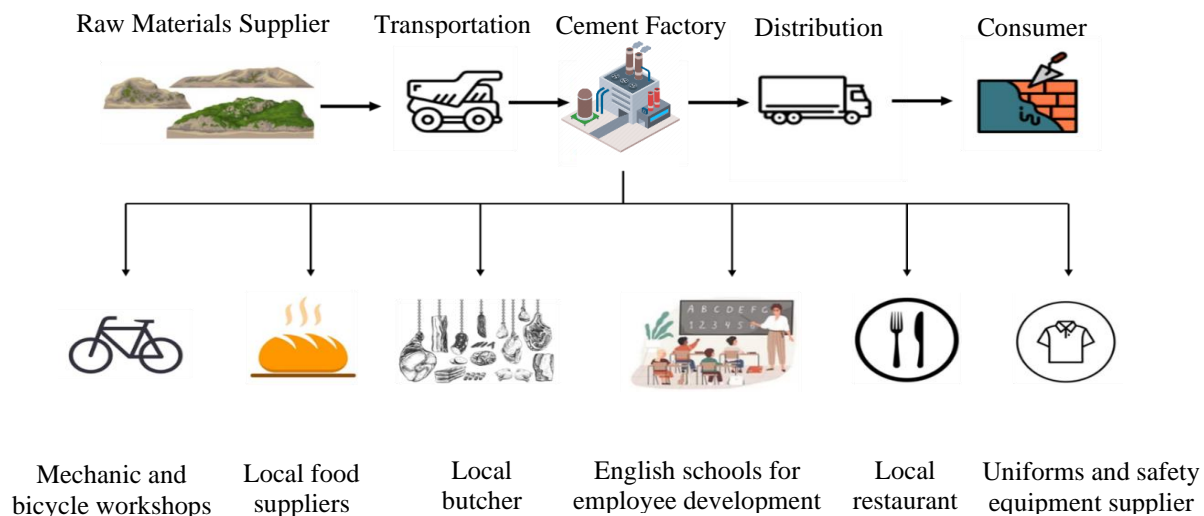 Raw Materials Supplier
Transportation
Cement Factory
Distribution
Consumer
A B C D E F G
1 2 3 4 5
Mechanic and
bicycle workshops
Local food
suppliers
Local
butcher
English schools for
employee development
Local
restaurant
Uniforms and safety
equipment supplier